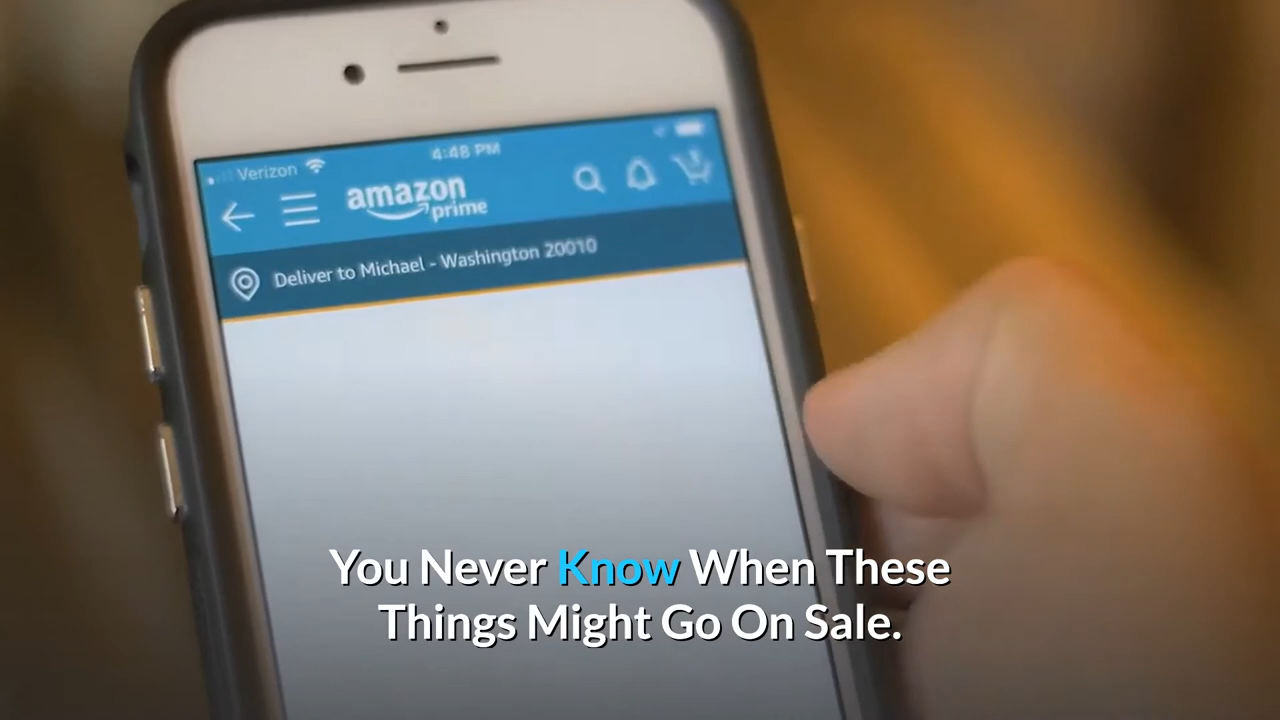 Verizon 4:48 PM
amazon
prime
Deliver to Michael - Washington 20010
You Never Know When These
Things Might Go On Sale.